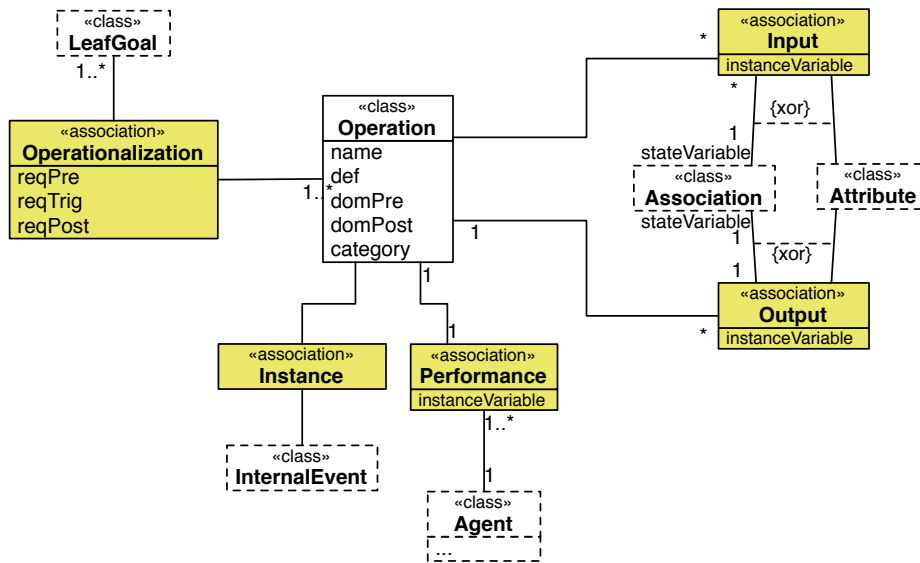 «class»
LeafGoal
1..*
«association»
Operationalization
reqPre
reqTrig
reqPost
1..*
«class»
Operation
name
def
domPre
domPost
category
*
«association»
Input
instanceVariable
*
{xor}
1
stateVariable
«class»
Association
«class»
Attribute
stateVariable
1
{xor}
1
«association»
Output
instanceVariable
1
*
1
1
«association»
Instance
«association»
Performance
instanceVariable
1..*
«class»
InternalEvent
1
«class»
Agent
...